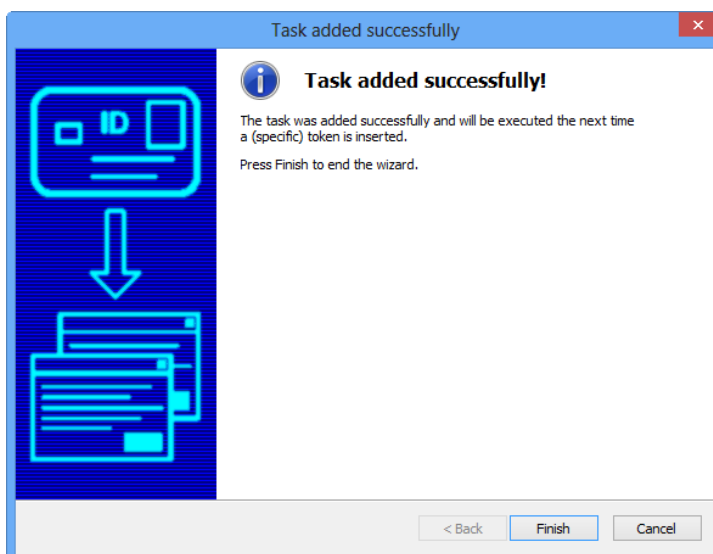 Task added successfully
ID
Task added successfully!
The task was added successfully and will be executed the next time
a (specific) token is inserted.
Press Finish to end the wizard.
< Back
Finish
Cancel